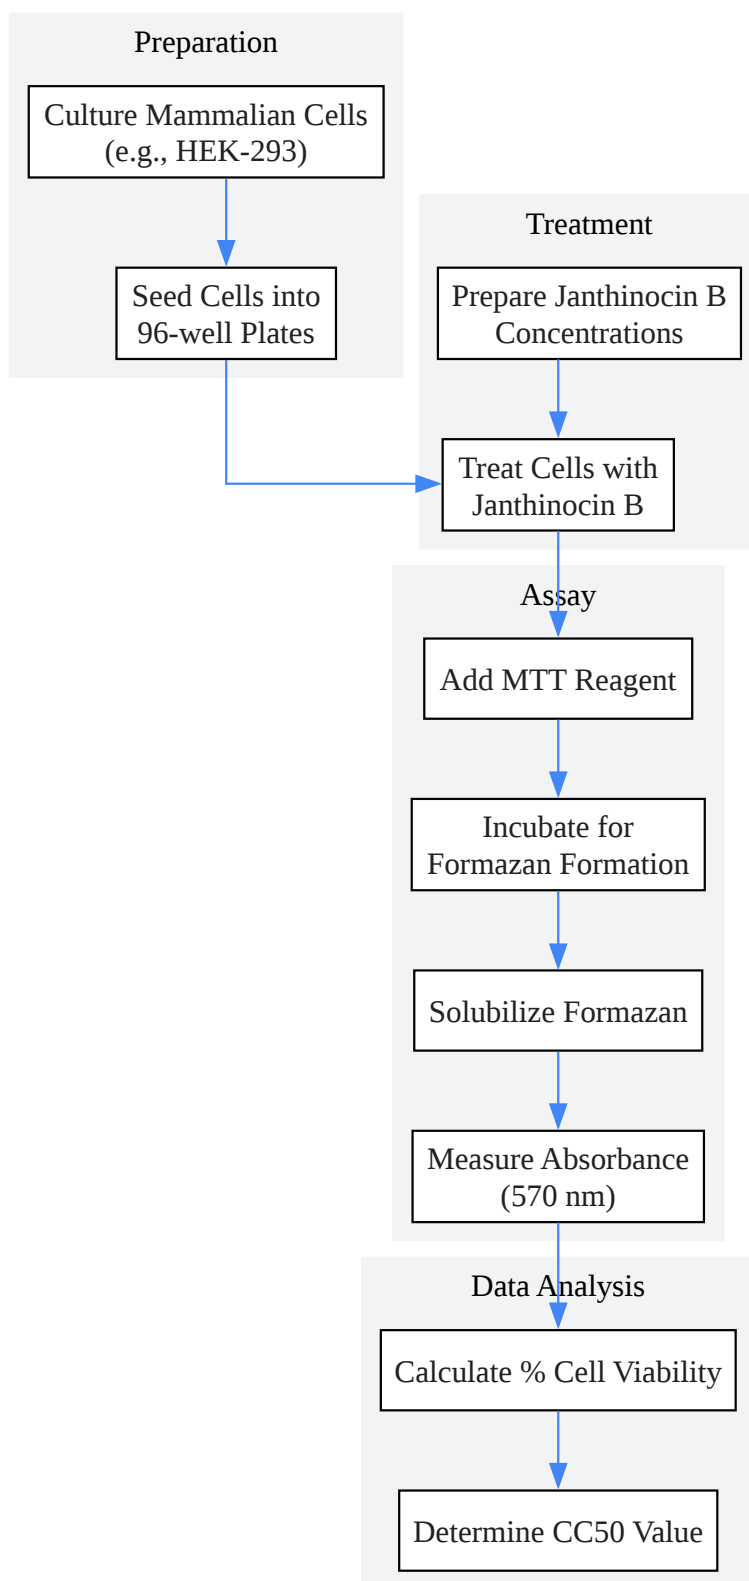 Preparation
Culture Mammalian Cells
(e.g., HEK-293)
Seed Cells into
96-well Plates
Treatment
Prepare Janthinocin B
Concentrations
Treat Cells with
Janthinocin B
Assay
Add MTT Reagent
Incubate for
Formazan Formation
Solubilize Formazan
Measure Absorbance
(570 nm)
Data Analysis
Calculate % Cell Viability
Determine CC50 Value